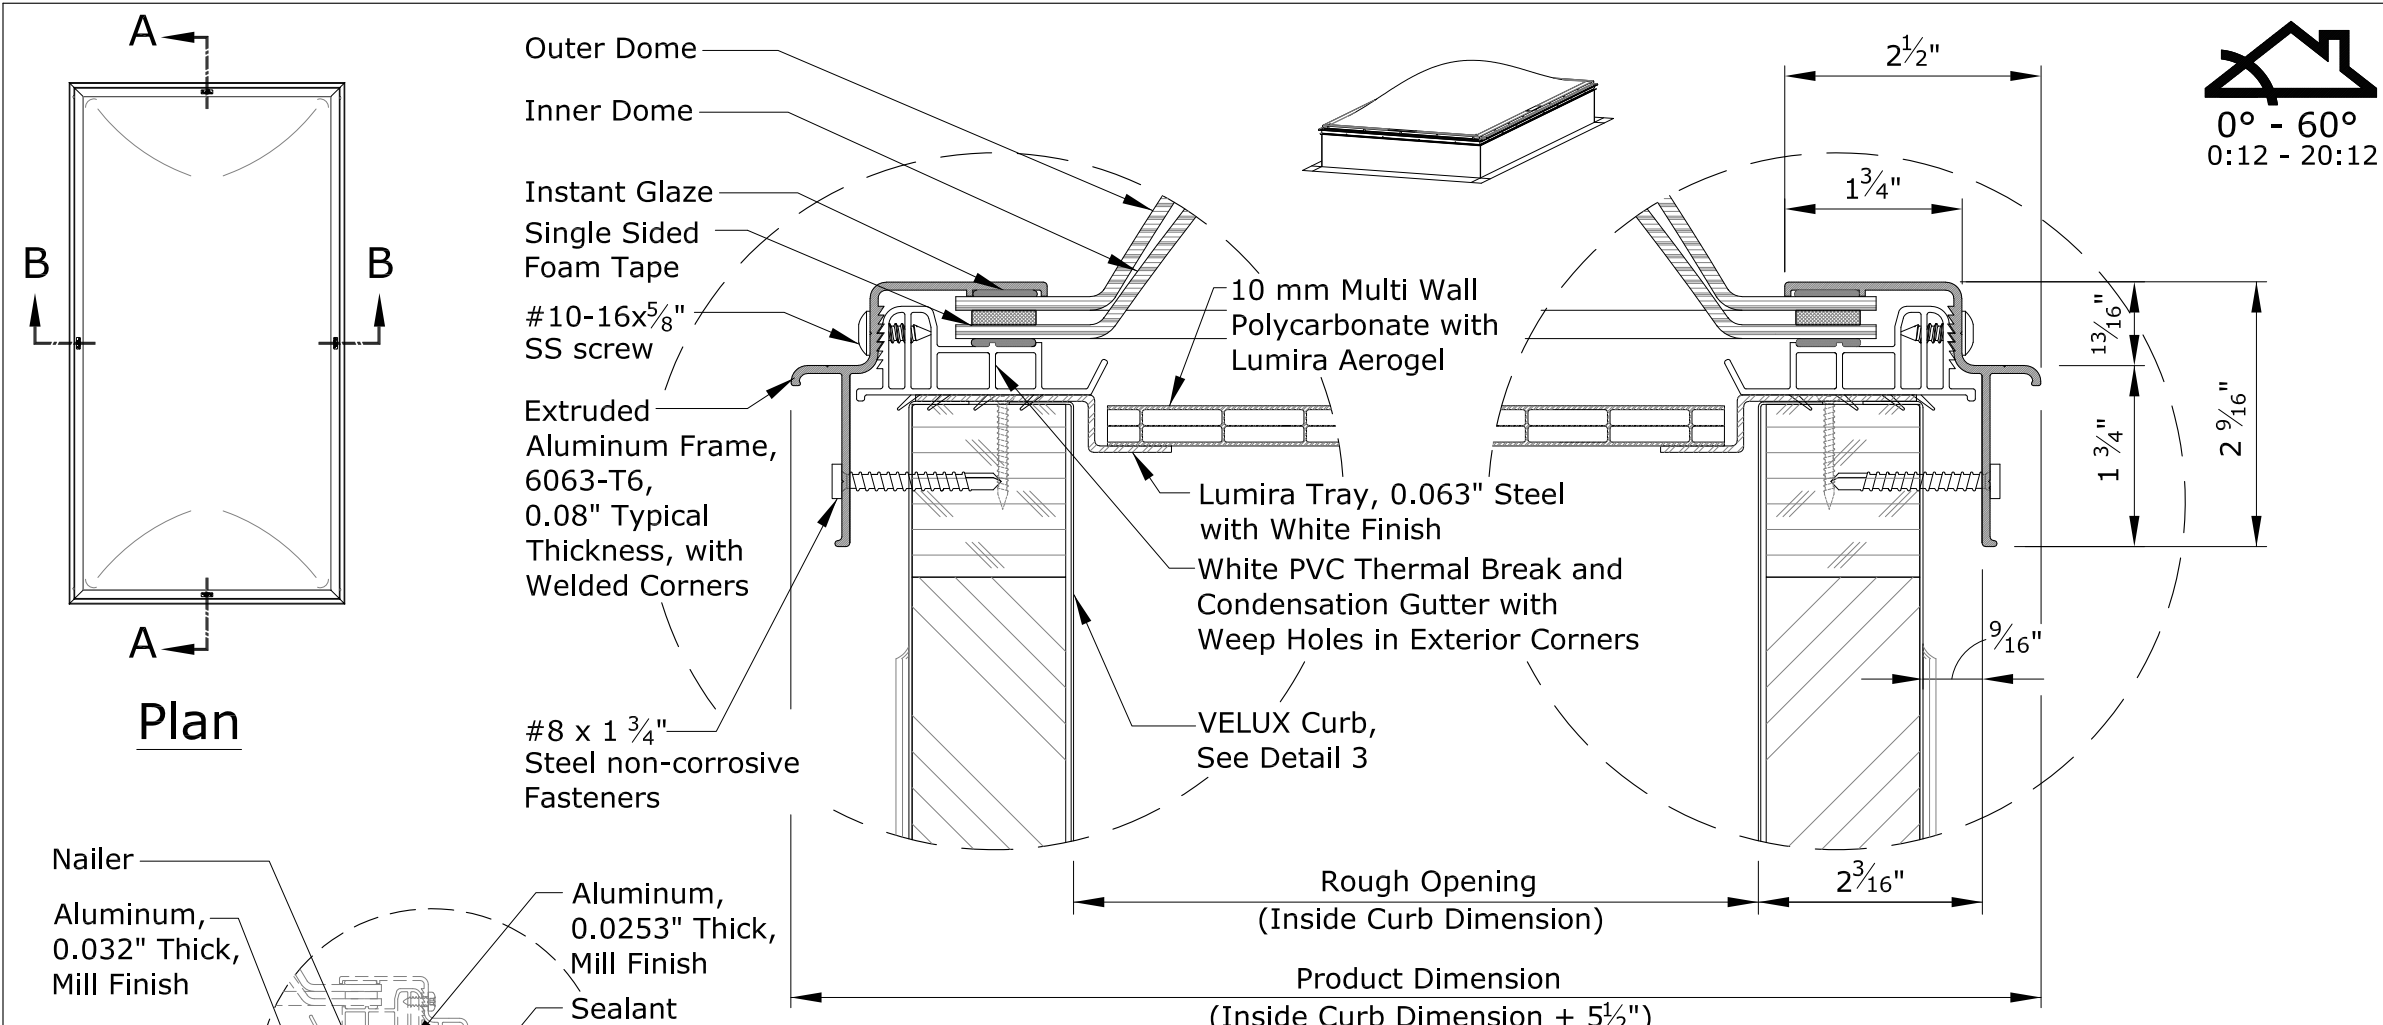 A
B
B
A
Plan
Outer Dome
Inner Dome
Instant Glaze
Single Sided
Foam Tape
#10-16x5⁄8"
SS screw
Extruded
Aluminum Frame,
6063-T6,
0.08" Typical
Thickness, with
Welded Corners
#8 x 1 3⁄4"
Steel non-corrosive
Fasteners
10 mm Multi Wall
Polycarbonate with
Lumira Aerogel
Lumira Tray, 0.063" Steel
with White Finish
White PVC Thermal Break and
Condensation Gutter with
Weep Holes in Exterior Corners
VELUX Curb,
See Detail 3
2 1⁄2"
1 3⁄4"
13⁄16"
1 3⁄4"
2 9⁄16"
9⁄16"
2 3⁄16"
0° - 60°
0:12 - 20:12
Rough Opening
(Inside Curb Dimension)
Product Dimension
(Inside Curb Dimension + 5 1⁄2")
Nailer
Aluminum,
0.032" Thick,
Mill Finish
Aluminum,
0.0253" Thick,
Mill Finish
Sealant